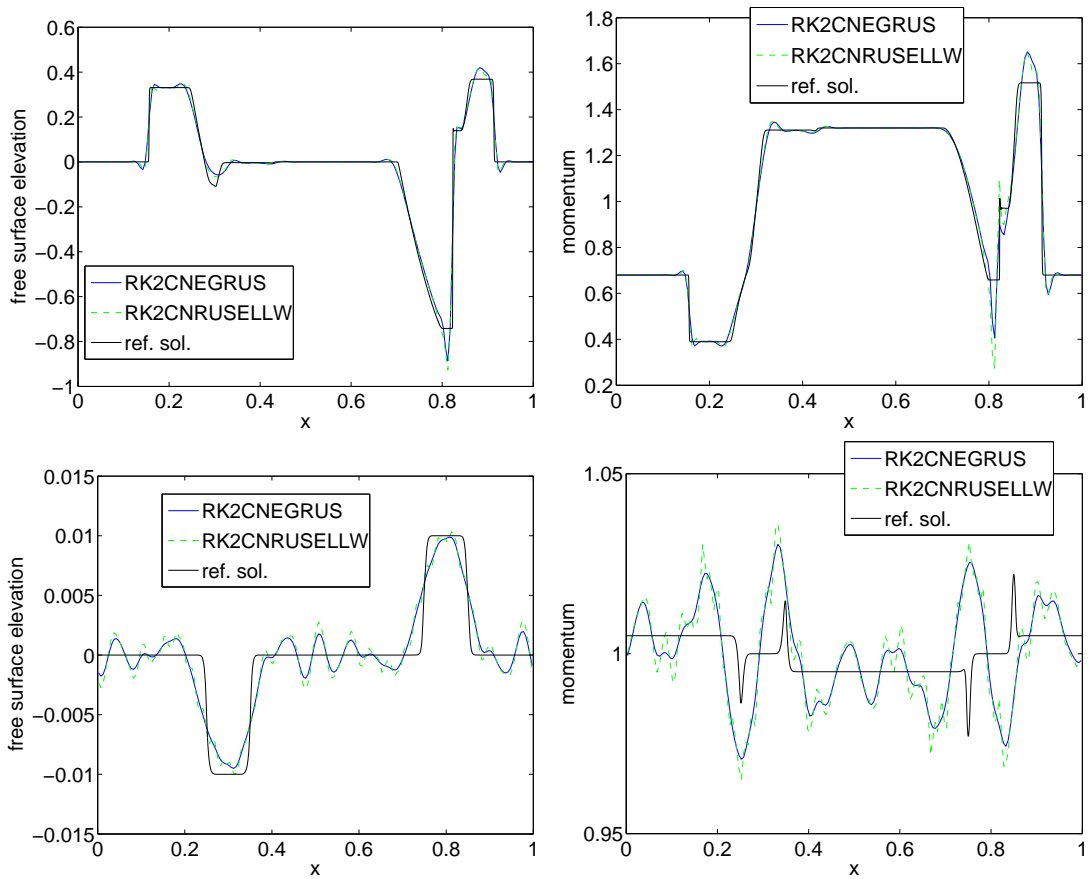 0.6
0.4
0.2
0
−0.2
−0.4
−0.6
−0.8
−1
0
0.2
0.4
0.6
0.8
1
x
free surface elevation
RK2CNEGRUS
RK2CNRUSELLW
ref. sol.
1.8
1.6
1.4
1.2
1
0.8
0.6
0.4
0.2
0
0.2
0.4
0.6
0.8
1
x
momentum
RK2CNEGRUS
RK2CNRUSELLW
ref. sol.
0.015
0.01
0.005
0
−0.005
−0.01
−0.015
0
0.2
0.4
0.6
0.8
1
x
free surface elevation
RK2CNEGRUS
RK2CNRUSELLW
ref. sol.
1.05
1
0.95
0
0.2
0.4
0.6
0.8
1
x
momentum
RK2CNEGRUS
RK2CNRUSELLW
ref. sol.